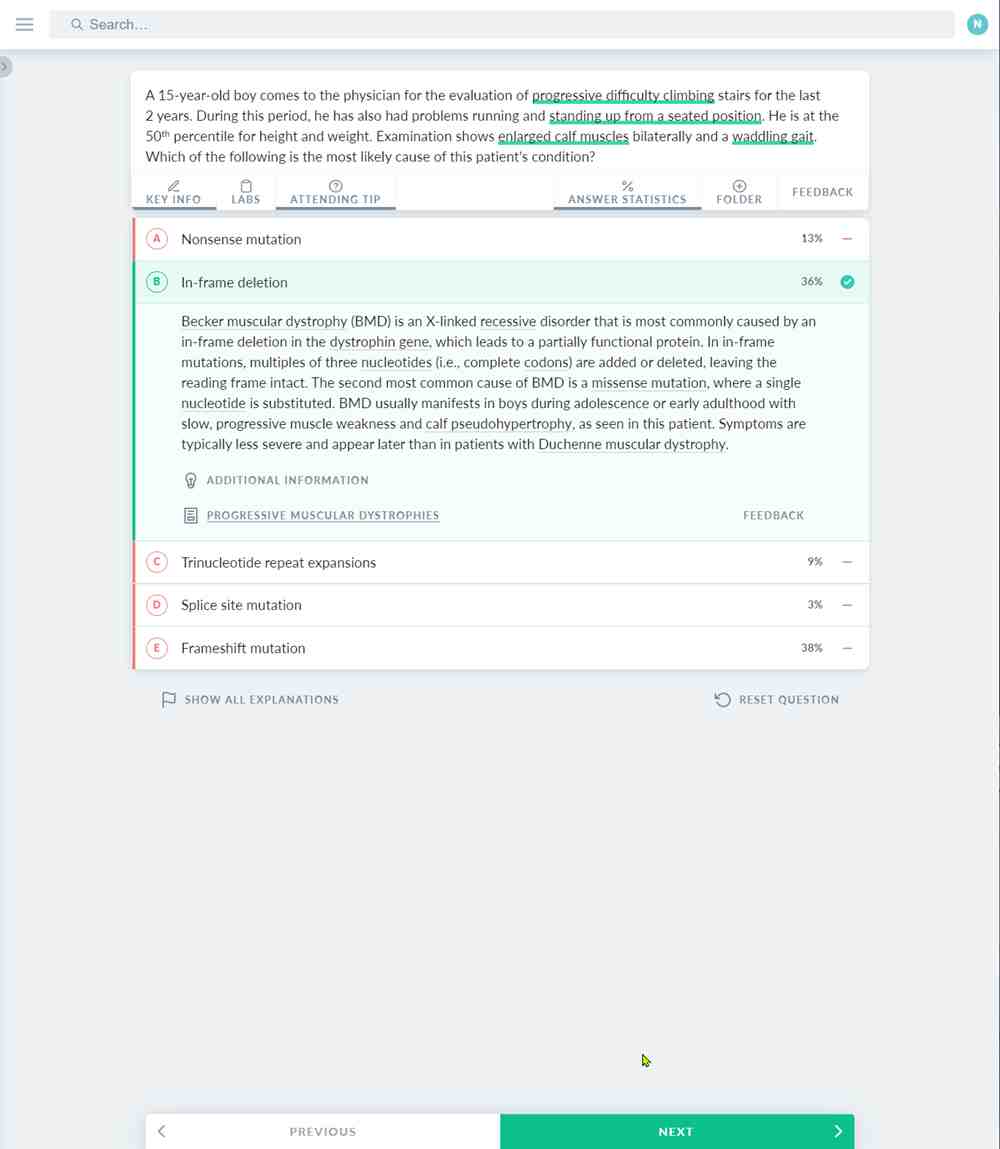 Search...
N
A 15-year-old boy comes to the physician for the evaluation of progressive difficulty climbing stairs for the last
2 years. During this period, he has also had problems running and standing up from a seated position. He is at the
50th percentile for height and weight. Examination shows enlarged calf muscles bilaterally and a waddling gait.
Which of the following is the most likely cause of this patient's condition?
KEY INFO
LABS
ATTENDING TIP
%
ANSWER STATISTICS
FOLDER
FEEDBACK
A Nonsense mutation 13%
B In-frame deletion 36%
Becker muscular dystrophy (BMD) is an X-linked recessive disorder that is most commonly caused by an
in-frame deletion in the dystrophin gene, which leads to a partially functional protein. In in-frame
mutations, multiples of three nucleotides (i.e., complete codons) are added or deleted, leaving the
reading frame intact. The second most common cause of BMD is a missense mutation, where a single
nucleotide is substituted. BMD usually manifests in boys during adolescence or early adulthood with
slow, progressive muscle weakness and calf pseudohypertrophy, as seen in this patient. Symptoms are
typically less severe and appear later than in patients with Duchenne muscular dystrophy.
ADDITIONAL INFORMATION
PROGRESSIVE MUSCULAR DYSTROPHIES FEEDBACK
C Trinucleotide repeat expansions 9%
D Splice site mutation 3%
E Frameshift mutation 38%
SHOW ALL EXPLANATIONS RESET QUESTION
PREVIOUS NEXT